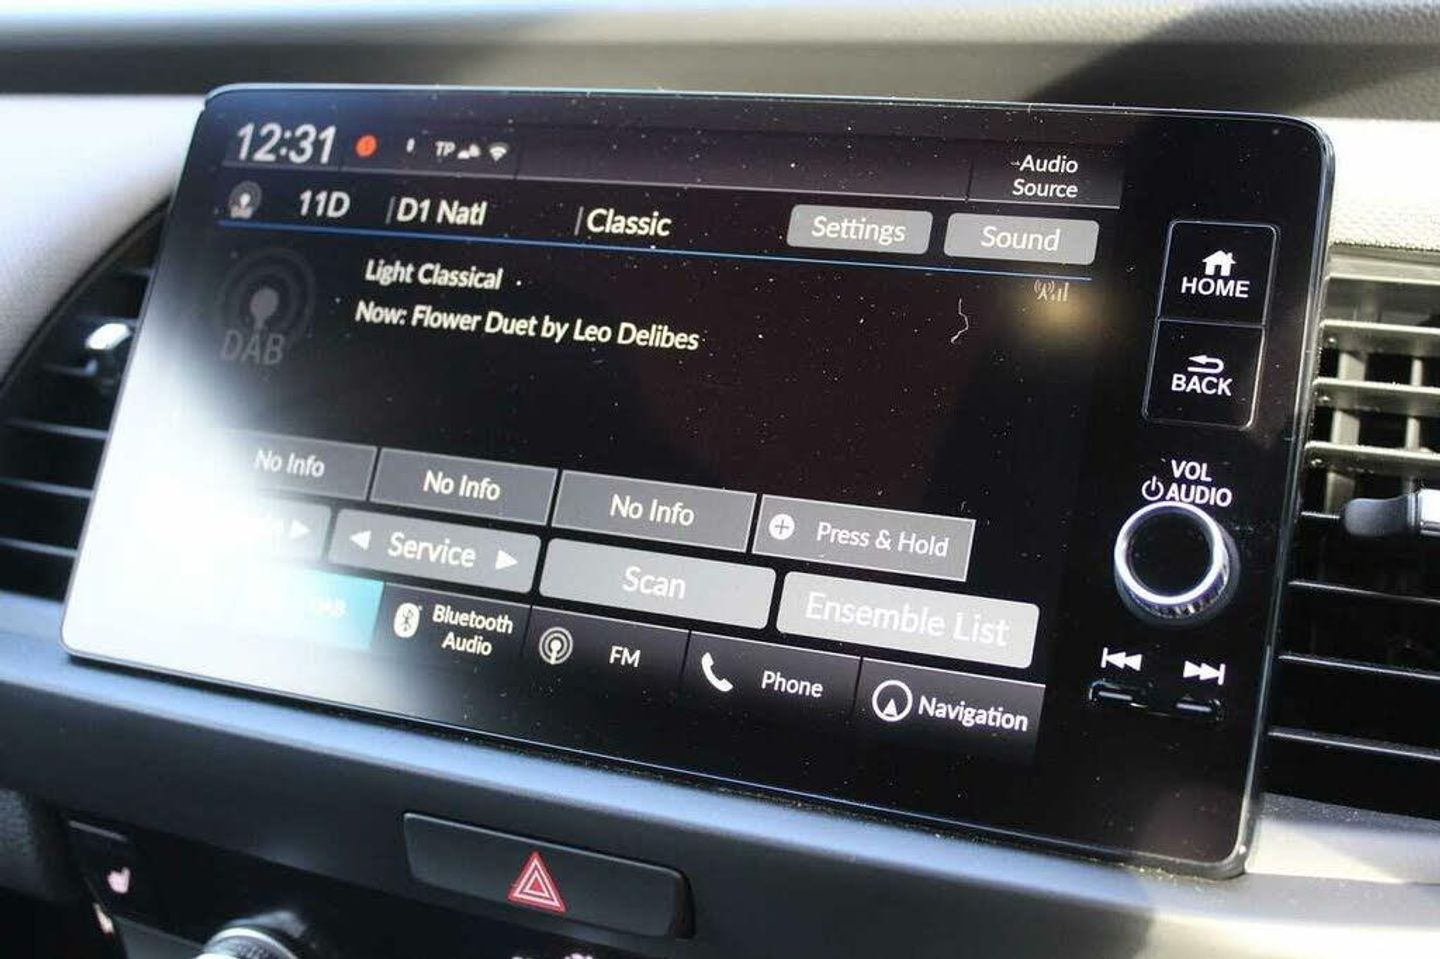 12:31 TP
Audio
Source
11D D1 Natl Classic Settings Sound
Light Classical
Now: Flower Duet by Leo Delibes
DAB
HOME
BACK
VOL
AUDIO
No Info No Info No Info Press & Hold
Service Scan Ensemble List
DAB Bluetooth
Audio
FM Phone Navigation